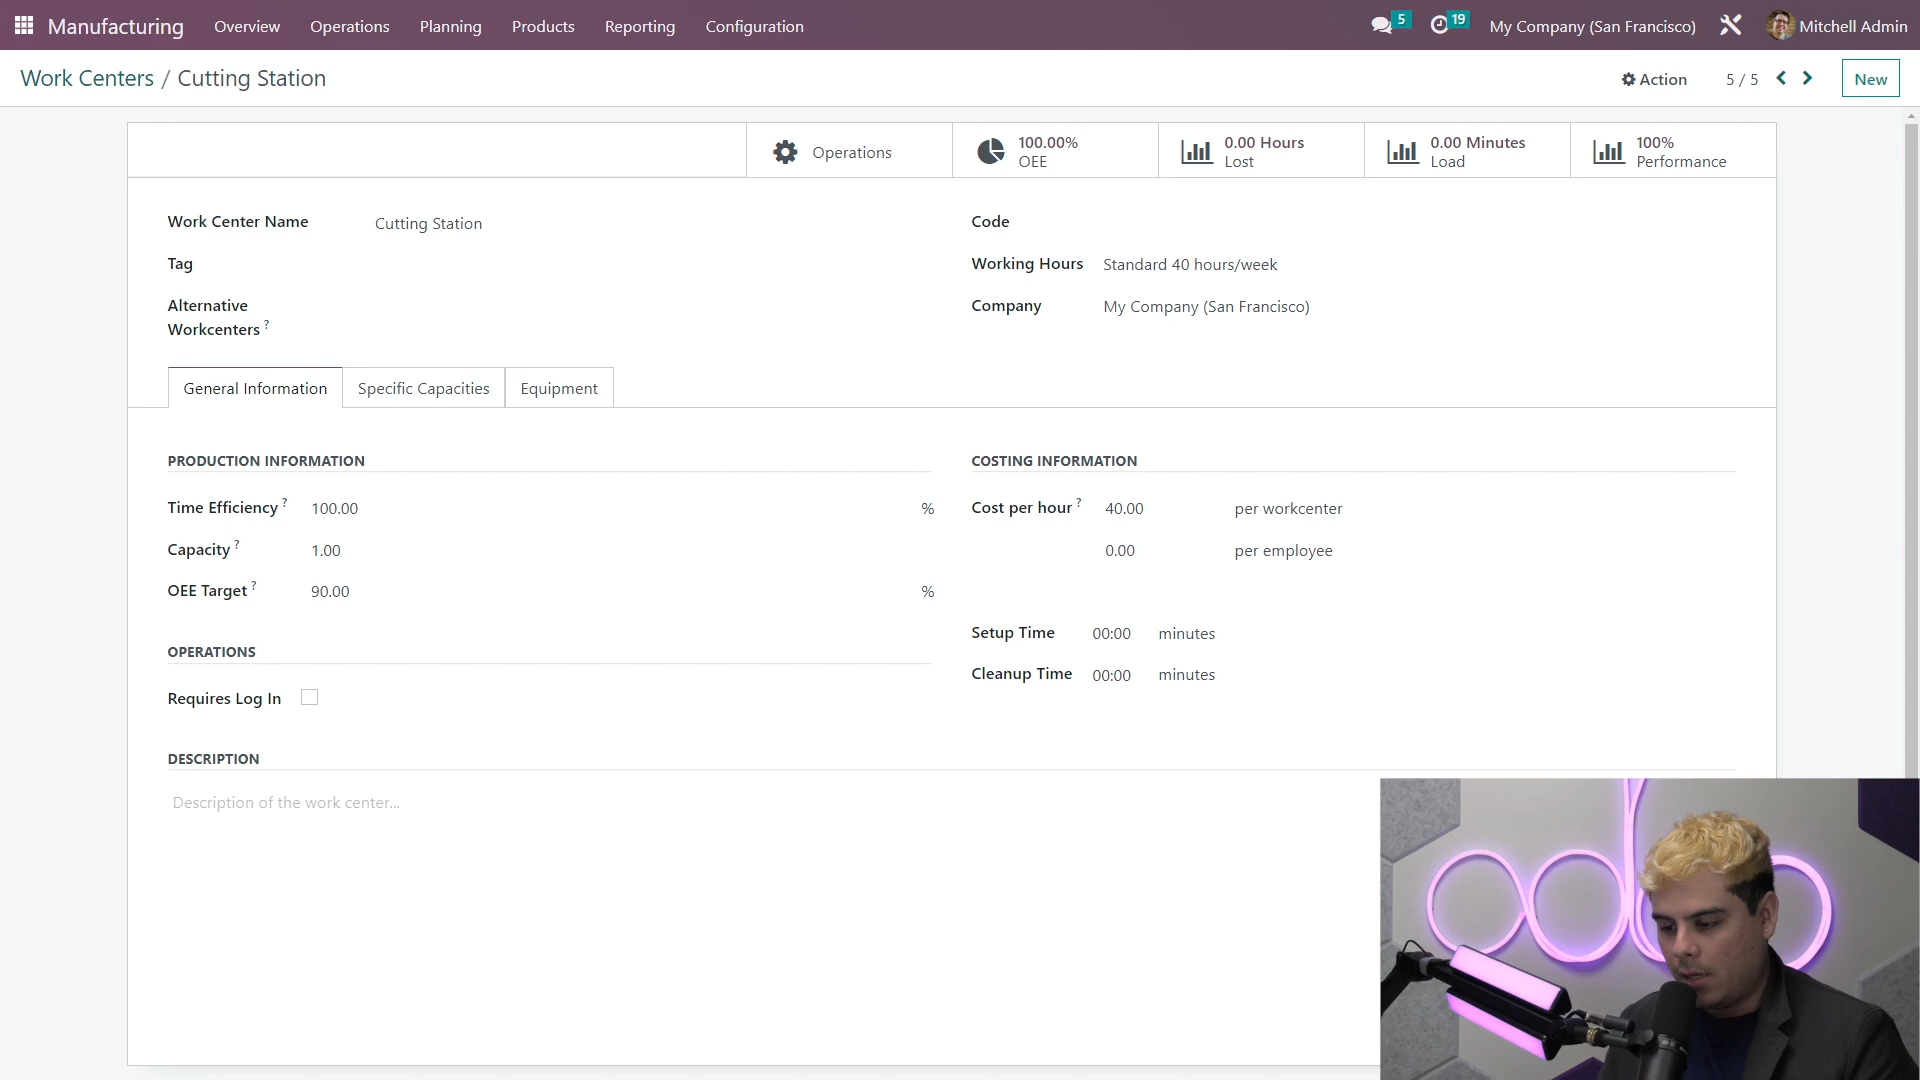 Manufacturing Overview Operations Planning Products Reporting Configuration 5 19 My Company (San Francisco) Mitchell Admin
Work Centers / Cutting Station Action 5 / 5 New
Operations
100.00%
OEE
0.00 Hours
Lost
0.00 Minutes
Load
100%
Performance
Work Center Name Cutting Station
Tag
Alternative
Workcenters ?
Code
Working Hours Standard 40 hours/week
Company My Company (San Francisco)
General Information Specific Capacities Equipment
PRODUCTION INFORMATION
Time Efficiency ? 100.00 %
Capacity ? 1.00
OEE Target ? 90.00 %
OPERATIONS
Requires Log In
COSTING INFORMATION
Cost per hour ? 40.00 per workcenter
0.00 per employee
Setup Time 00:00 minutes
Cleanup Time 00:00 minutes
DESCRIPTION
Description of the work center...
odoo